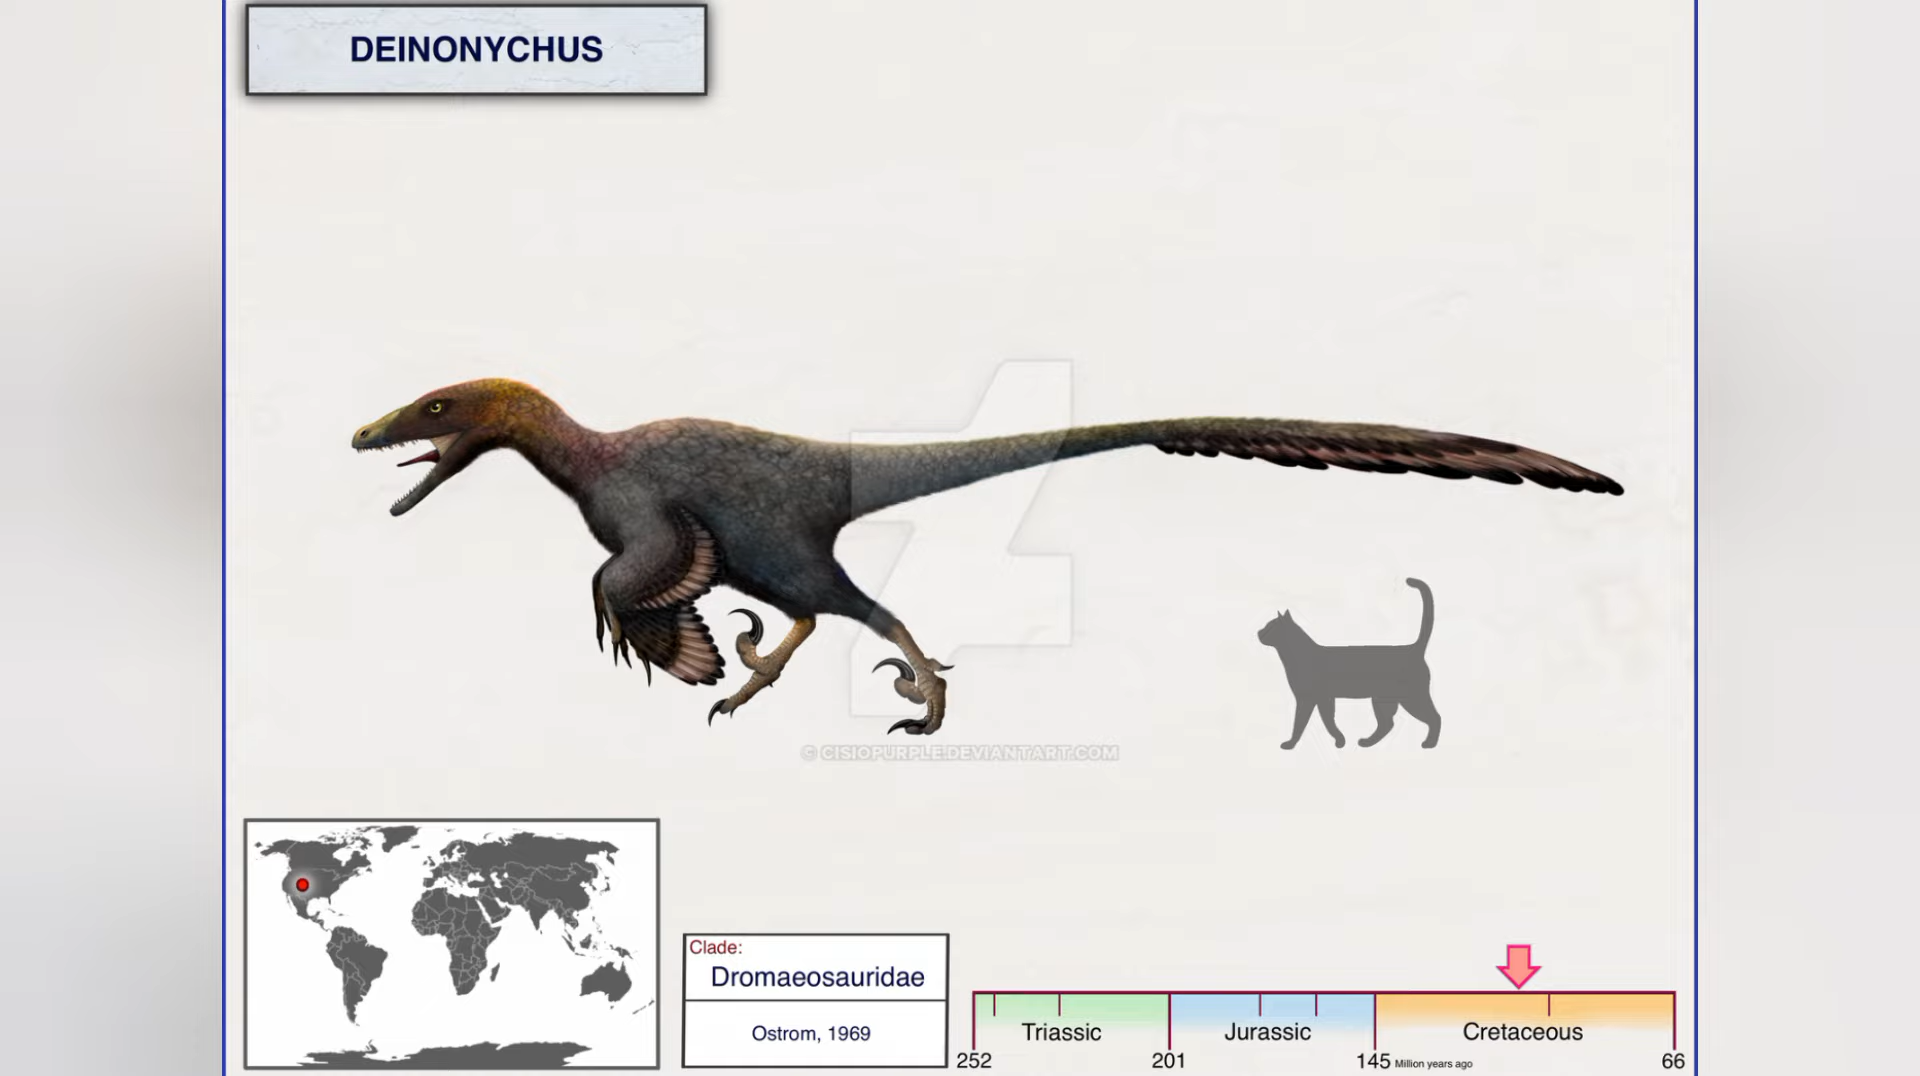 DEINONYCHUS
© CISIOPURPLE.DEVIANTART.COM
Clade:
Dromaeosauridae
Ostrom, 1969
Triassic
Jurassic
Cretaceous
252
201
145 Million years ago
66